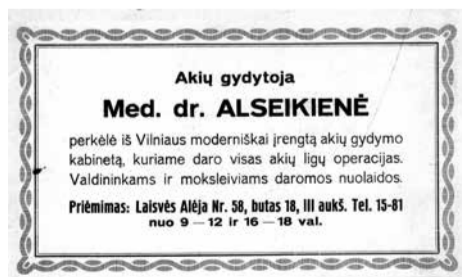 Akių gydytoja
Med. dr. ALSEIKIENĖ
perkėlė iš Vilniaus moderniškai įrengtą akių gydymo
kabinetą, kuriame daro visas akių ligų operacijas.
Valdininkams ir moksleiviams daromos nuolaidos.
Priėmimas: Laisvės Alėja Nr. 58, butas 18, III aukš. Tel. 15-81
nuo 9 — 12 ir 16 — 18 val.